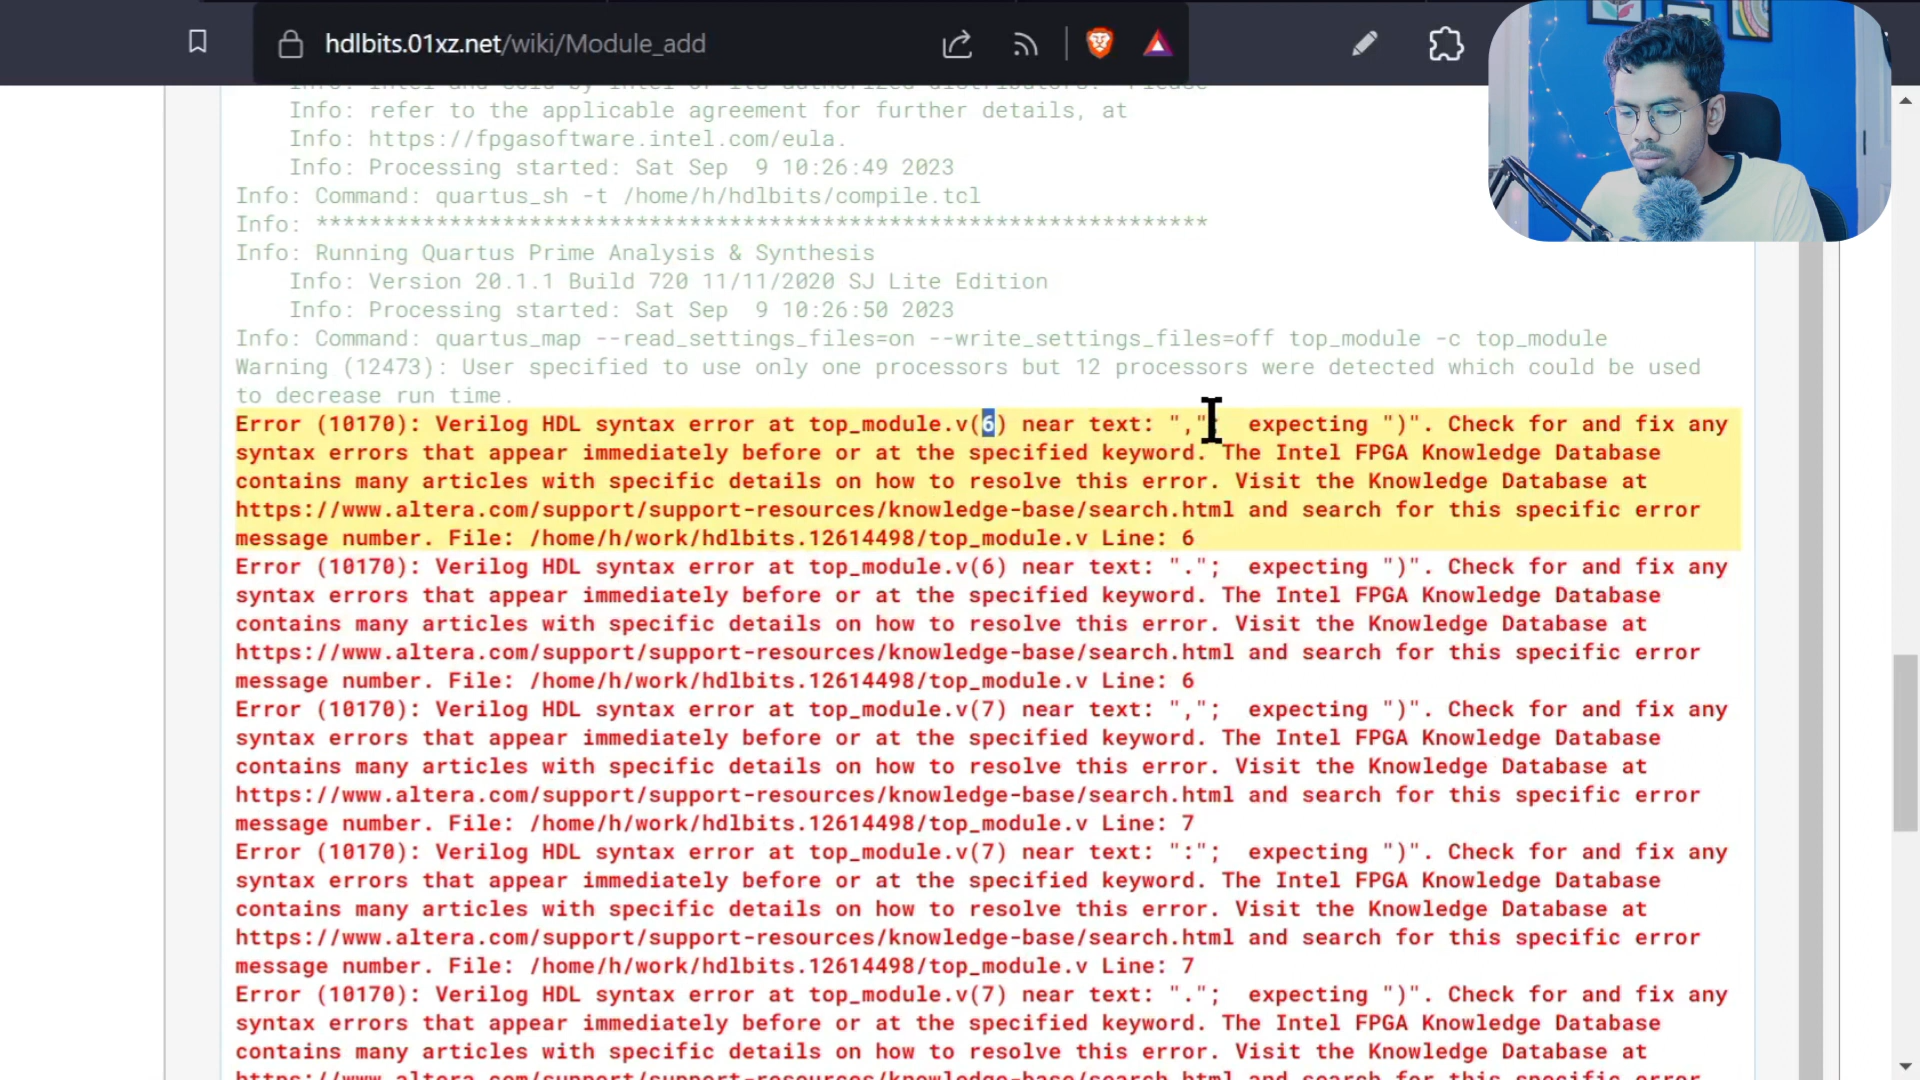 hdlbits.01xz.net/wiki/Module_add
Info: refer to the applicable agreement for further details, at
Info: https://fpgasoftware.intel.com/eula.
Info: Processing started: Sat Sep  9 10:26:49 2023
Info: Command: quartus_sh -t /home/h/hdlbits/compile.tcl
Info: *******************************************************************
Info: Running Quartus Prime Analysis & Synthesis
Info: Version 20.1.1 Build 720 11/11/2020 SJ Lite Edition
Info: Processing started: Sat Sep  9 10:26:50 2023
Info: Command: quartus_map --read_settings_files=on --write_settings_files=off top_module -c top_module
Warning (12473): User specified to use only one processors but 12 processors were detected which could be used
to decrease run time.
Error (10170): Verilog HDL syntax error at top_module.v(6) near text: ",";  expecting ")". Check for and fix any
syntax errors that appear immediately before or at the specified keyword. The Intel FPGA Knowledge Database
contains many articles with specific details on how to resolve this error. Visit the Knowledge Database at
https://www.altera.com/support/support-resources/knowledge-base/search.html and search for this specific error
message number. File: /home/h/work/hdlbits.12614498/top_module.v Line: 6
Error (10170): Verilog HDL syntax error at top_module.v(6) near text: ".";  expecting ")". Check for and fix any
syntax errors that appear immediately before or at the specified keyword. The Intel FPGA Knowledge Database
contains many articles with specific details on how to resolve this error. Visit the Knowledge Database at
https://www.altera.com/support/support-resources/knowledge-base/search.html and search for this specific error
message number. File: /home/h/work/hdlbits.12614498/top_module.v Line: 6
Error (10170): Verilog HDL syntax error at top_module.v(7) near text: ",";  expecting ")". Check for and fix any
syntax errors that appear immediately before or at the specified keyword. The Intel FPGA Knowledge Database
contains many articles with specific details on how to resolve this error. Visit the Knowledge Database at
https://www.altera.com/support/support-resources/knowledge-base/search.html and search for this specific error
message number. File: /home/h/work/hdlbits.12614498/top_module.v Line: 7
Error (10170): Verilog HDL syntax error at top_module.v(7) near text: ":";  expecting ")". Check for and fix any
syntax errors that appear immediately before or at the specified keyword. The Intel FPGA Knowledge Database
contains many articles with specific details on how to resolve this error. Visit the Knowledge Database at
https://www.altera.com/support/support-resources/knowledge-base/search.html and search for this specific error
message number. File: /home/h/work/hdlbits.12614498/top_module.v Line: 7
Error (10170): Verilog HDL syntax error at top_module.v(7) near text: ".";  expecting ")". Check for and fix any
syntax errors that appear immediately before or at the specified keyword. The Intel FPGA Knowledge Database
contains many articles with specific details on how to resolve this error. Visit the Knowledge Database at